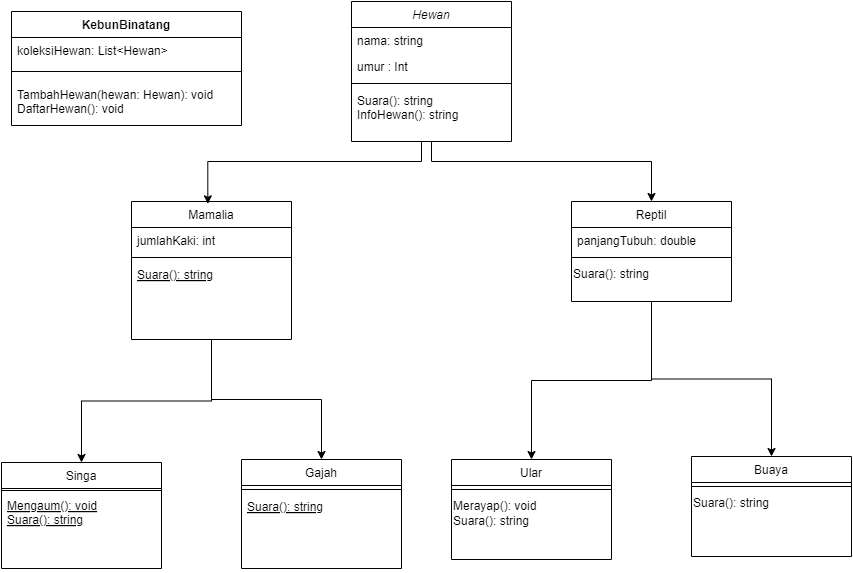 KebunBinatang
koleksiHewan: List<Hewan>
TambahHewan(hewan: Hewan): void
DaftarHewan(): void
Hewan
nama: string
umur : Int
Suara(): string
InfoHewan(): string
Mamalia
jumlahKaki: int
Suara(): string
Reptil
panjangTubuh: double
Suara(): string
Singa
Mengaum(): void
Suara(): string
Gajah
Suara(): string
Ular
Merayap(): void
Suara(): string
Buaya
Suara(): string